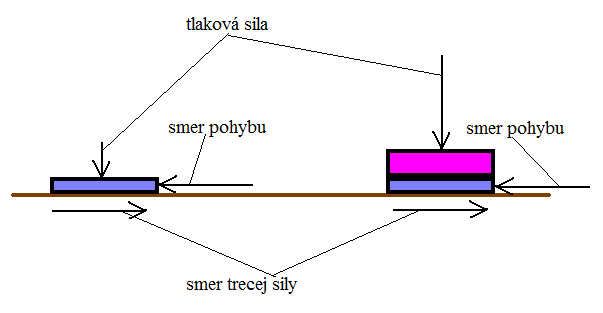 tlaková sila
smer pohybu
smer pohybu
smer trecej sily